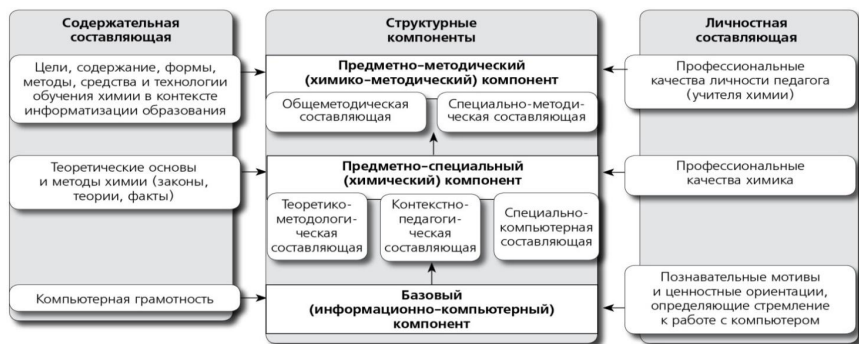 Содержательная
составляющая
Цели, содержание, формы,
методы, средства и технологии
обучения химии в контексте
информатизации образования
Теоретические основы
и методы химии (законы,
теории, факты)
Компьютерная грамотность
Структурные
компоненты
Предметно-методический
(химико-методический) компонент
Общеметодическая
составляющая
Специально-методи-
ческая составляющая
Предметно-специальный
(химический) компонент
Теоретико-
методологи-
ческая
составляющая
Контекстно-
педагоги-
ческая
составляющая
Специально-
компьютерная
составляющая
Базовый
(информационно-компьютерный)
компонент
Личностная
составляющая
Профессиональные
качества личности педагога
(учителя химии)
Профессиональные
качества химика
Познавательные мотивы
и ценностные ориентации,
определяющие стремление
к работе с компьютером